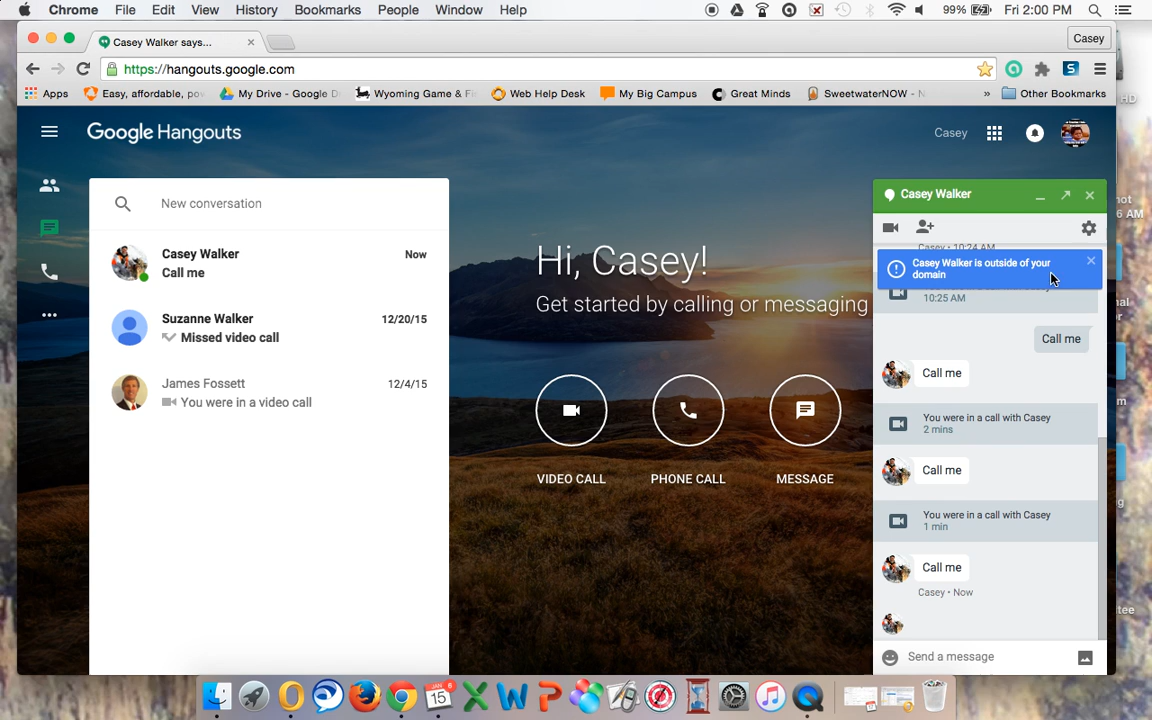 Chrome File Edit View History Bookmarks People Window Help 99% Fri 2:00 PM
Casey Walker says... Casey
https://hangouts.google.com
Apps Easy, affordable, My Drive - Google Wyoming Game & Web Help Desk My Big Campus Great Minds SweetwaterNOW - » Other Bookmarks
HD
Google Hangouts Casey
New conversation
Casey Walker
Casey Walker Now
Call me
Suzanne Walker 12/20/15
Missed video call
James Fossett 12/4/15
You were in a video call
Hi, Casey!
Get started by calling or messaging
VIDEO CALL PHONE CALL MESSAGE
Casey • 10:24 AM
Casey Walker is outside of your
domain
10:25 AM
Call me
Call me
You were in a call with Casey
2 mins
Call me
You were in a call with Casey
1 min
Call me
Casey • Now
Send a message
6 AM
JAN 6
15